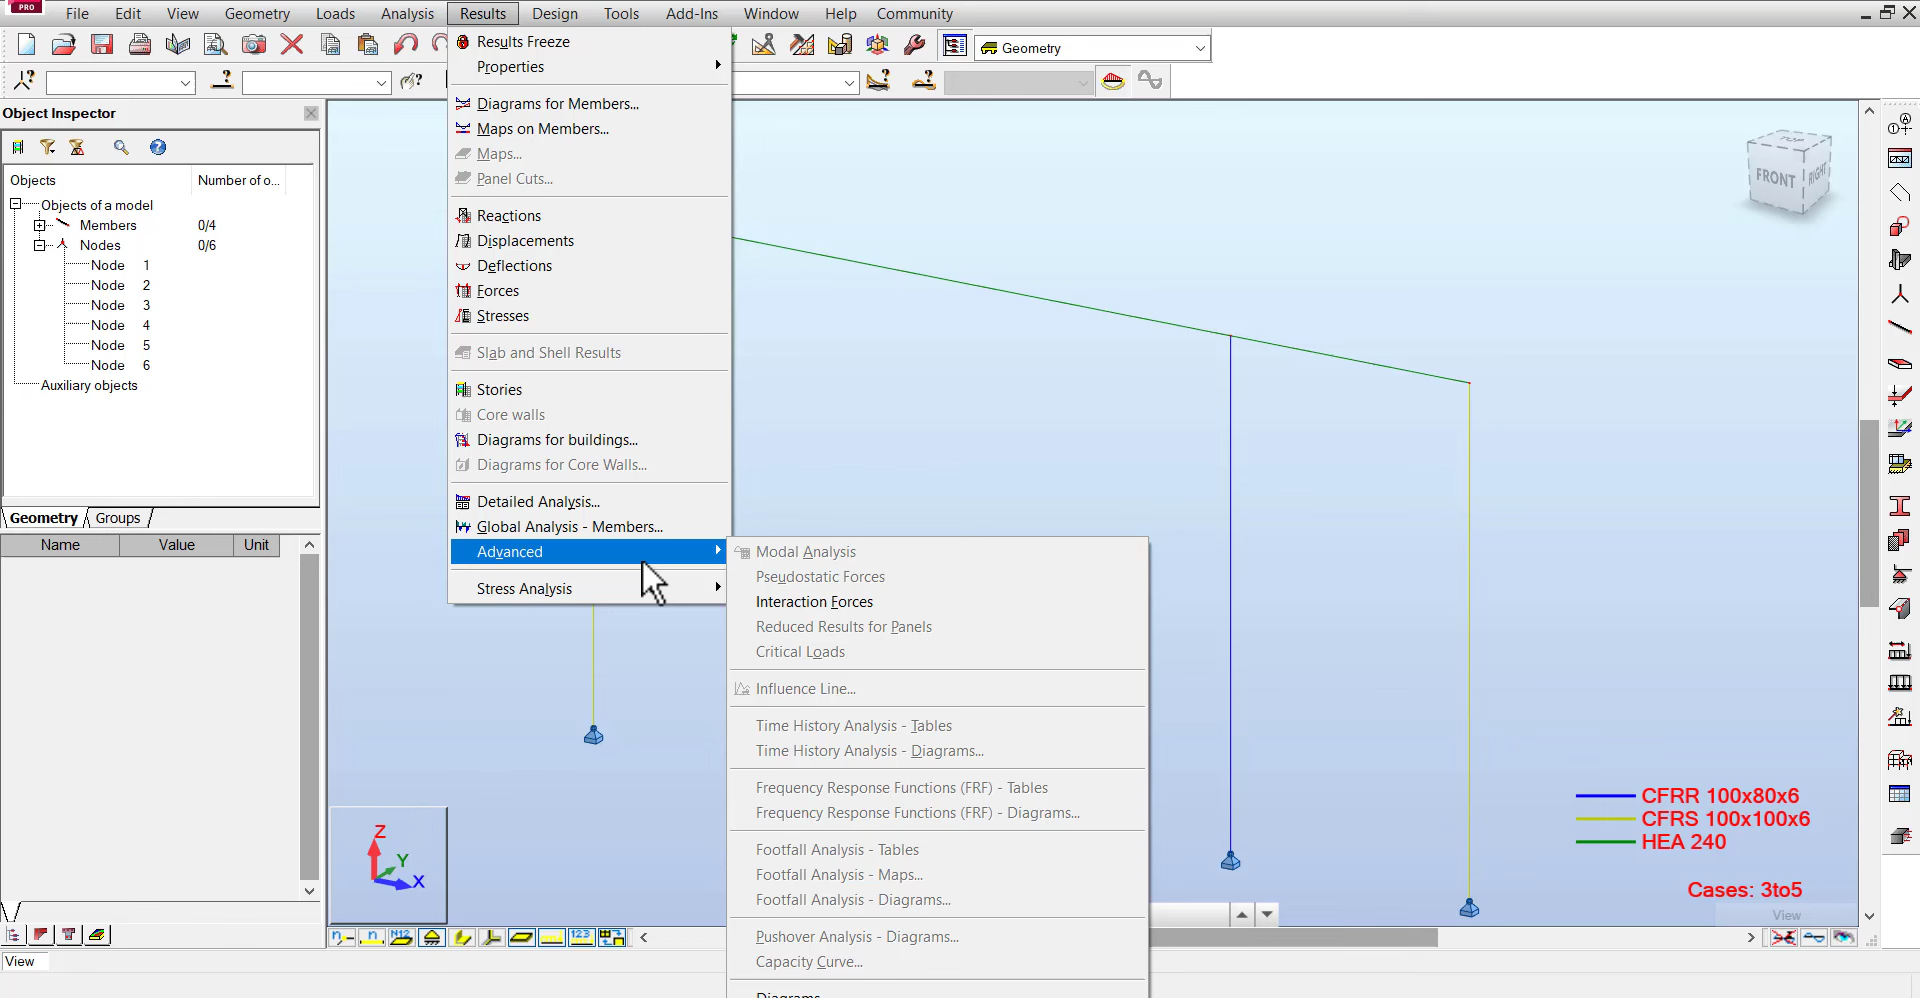 PRO
File Edit View Geometry Loads Analysis Results Design Tools Add-Ins Window Help Community
Geometry
Object Inspector
Objects Number of o...
Objects of a model
Members 0/4
Nodes 0/6
Node 1
Node 2
Node 3
Node 4
Node 5
Node 6
Auxiliary objects
Geometry Groups
Name Value Unit
View
Results Freeze
Properties
Diagrams for Members...
Maps on Members...
Maps...
Panel Cuts...
Reactions
Displacements
Deflections
Forces
Stresses
Slab and Shell Results
Stories
Core walls
Diagrams for buildings...
Diagrams for Core Walls...
Detailed Analysis...
Global Analysis - Members...
Advanced
Stress Analysis
Modal Analysis
Pseudostatic Forces
Interaction Forces
Reduced Results for Panels
Critical Loads
Influence Line...
Time History Analysis - Tables
Time History Analysis - Diagrams...
Frequency Response Functions (FRF) - Tables
Frequency Response Functions (FRF) - Diagrams...
Footfall Analysis - Tables
Footfall Analysis - Maps...
Footfall Analysis - Diagrams...
Pushover Analysis - Diagrams...
Capacity Curve...
Diagrams
TOP
FRONT RIGHT
Z
Y
X
CFRR 100x80x6
CFRS 100x100x6
HEA 240
Cases: 3to5
View